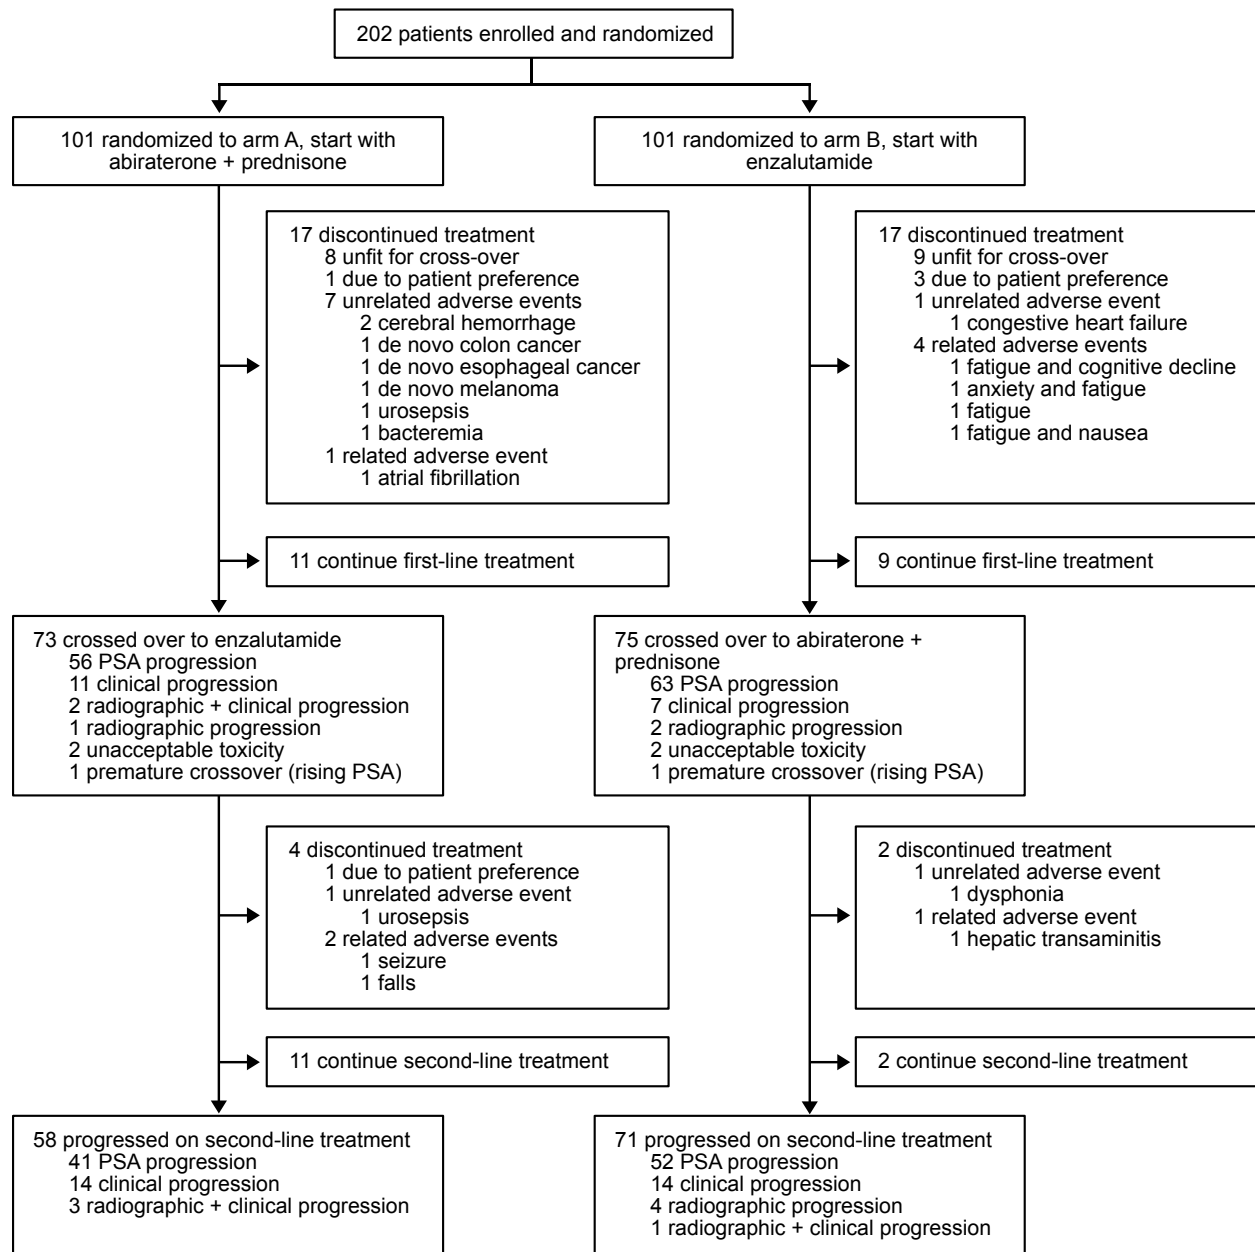 202 patients enrolled and randomized
101 randomized to arm A, start with
abiraterone + prednisone
101 randomized to arm B, start with
enzalutamide
17 discontinued treatment
8 unfit for cross-over
1 due to patient preference
7 unrelated adverse events
2 cerebral hemorrhage
1 de novo colon cancer
1 de novo esophageal cancer
1 de novo melanoma
1 urosepsis
1 bacteremia
1 related adverse event
1 atrial fibrillation
17 discontinued treatment
9 unfit for cross-over
3 due to patient preference
1 unrelated adverse event
1 congestive heart failure
4 related adverse events
1 fatigue and cognitive decline
1 anxiety and fatigue
1 fatigue
1 fatigue and nausea
11 continue first-line treatment
9 continue first-line treatment
73 crossed over to enzalutamide
56 PSA progression
11 clinical progression
2 radiographic + clinical progression
1 radiographic progression
2 unacceptable toxicity
1 premature crossover (rising PSA)
75 crossed over to abiraterone +
prednisone
63 PSA progression
7 clinical progression
2 radiographic progression
2 unacceptable toxicity
1 premature crossover (rising PSA)
4 discontinued treatment
1 due to patient preference
1 unrelated adverse event
1 urosepsis
2 related adverse events
1 seizure
1 falls
2 discontinued treatment
1 unrelated adverse event
1 dysphonia
1 related adverse event
1 hepatic transaminitis
11 continue second-line treatment
2 continue second-line treatment
58 progressed on second-line treatment
41 PSA progression
14 clinical progression
3 radiographic + clinical progression
71 progressed on second-line treatment
52 PSA progression
14 clinical progression
4 radiographic progression
1 radiographic + clinical progression